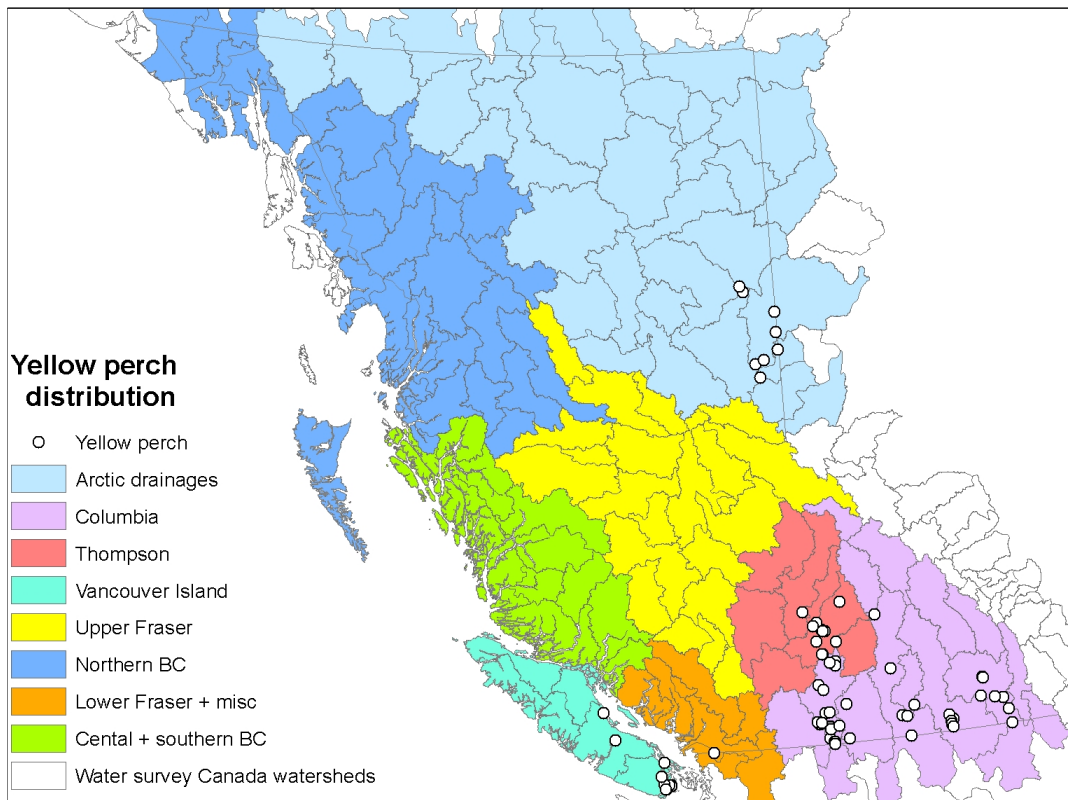 Yellow perch
distribution
Yellow perch
Arctic drainages
Columbia
Thompson
Vancouver Island
Upper Fraser
Northern BC
Lower Fraser + misc
Cental + southern BC
Water survey Canada watersheds